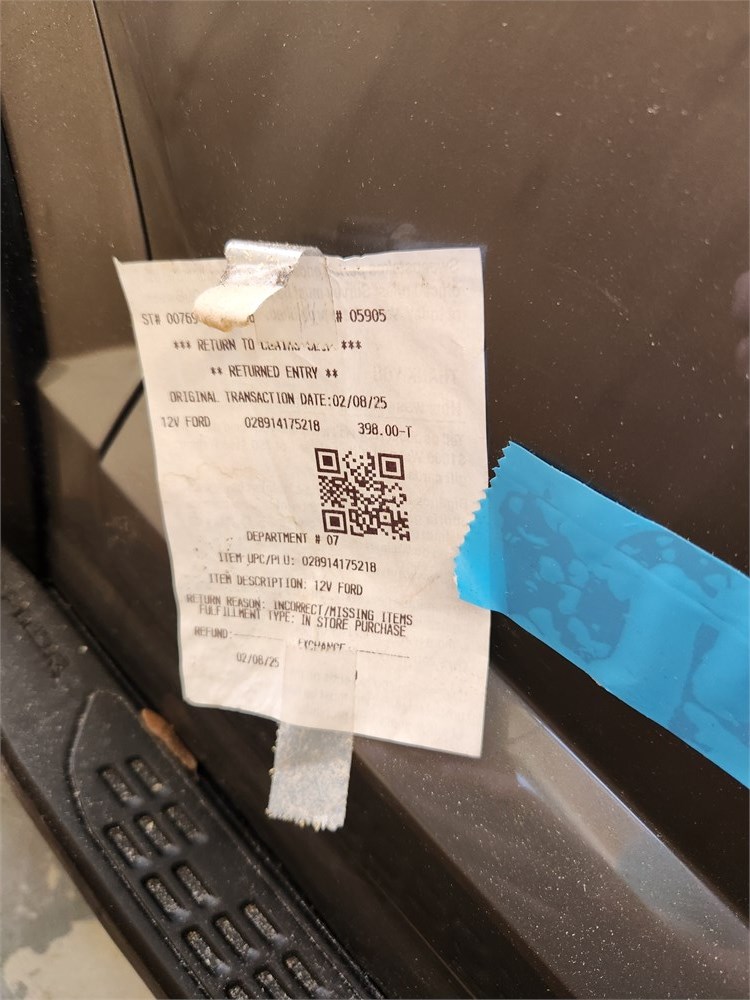 ST# 0076 # 05905
*** RETURN TO CLAIMS ***
** RETURNED ENTRY **
ORIGINAL TRANSACTION DATE:02/08/25
12V FORD 028914175218 398.00-T
DEPARTMENT # 07
ITEM UPC/PLU: 028914175218
ITEM DESCRIPTION: 12V FORD
RETURN REASON: INCORRECT/MISSING ITEMS
FULFILLMENT TYPE: IN STORE PURCHASE
REFUND: EXCHANGE
02/08/25